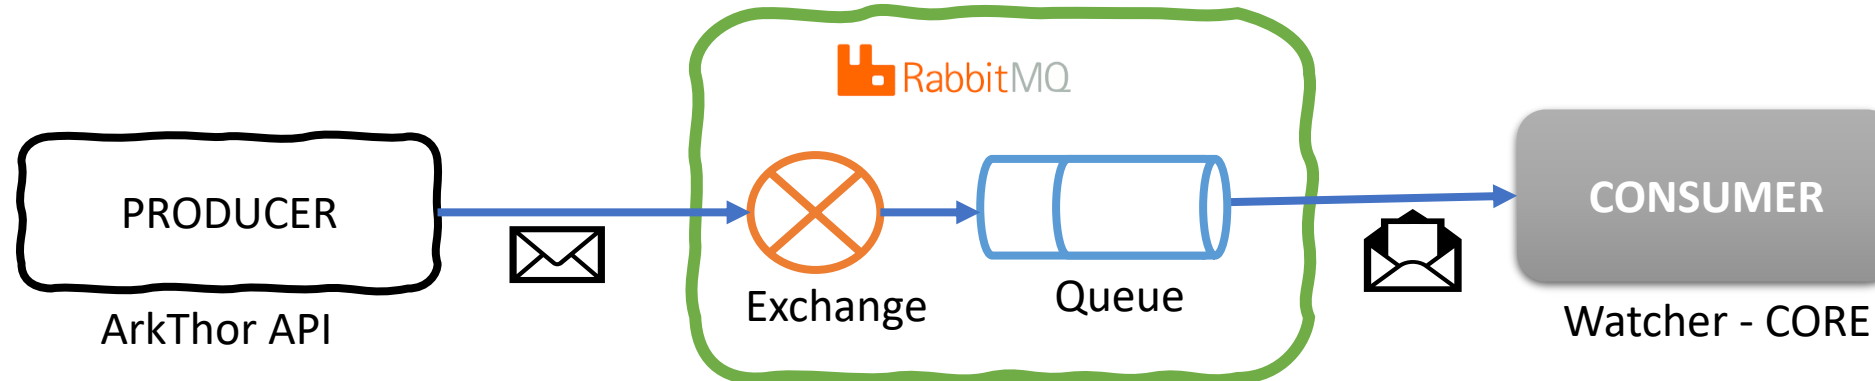 RabbitMQ
PRODUCER
CONSUMER
Exchange
Queue
ArkThor API
Watcher - CORE